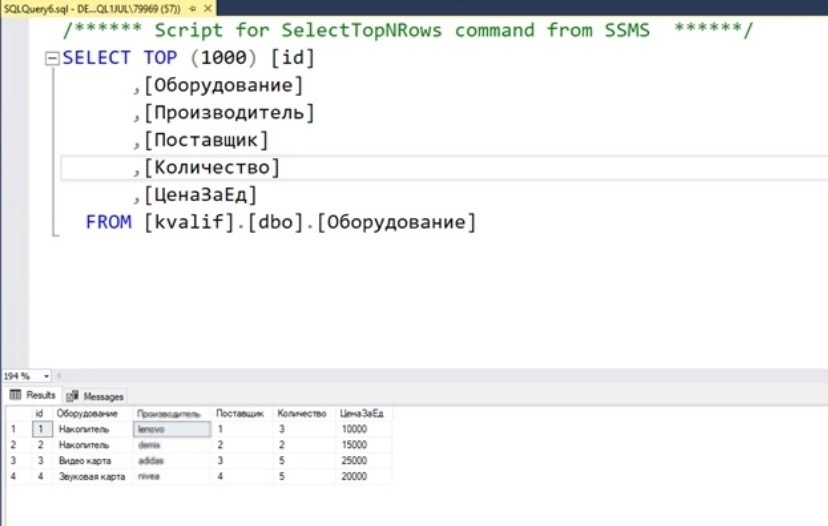 SQLQuery6.sql - DE...QL1JUL\79969 (57))
/****** Script for SelectTopNRows command from SSMS ******/
SELECT TOP (1000) [id]
,[Оборудование]
,[Производитель]
,[Поставщик]
,[Количество]
,[ЦенаЗаЕд]
FROM [kvalif].[dbo].[Оборудование]
194 %
Results Messages
id Оборудование Производитель Поставщик Количество ЦенаЗаЕд
1 1 Накопитель lenovo 1 3 10000
2 2 Накопитель demix 2 2 15000
3 3 Видео карта adidas 3 5 25000
4 4 Звуковая карта nivea 4 5 20000